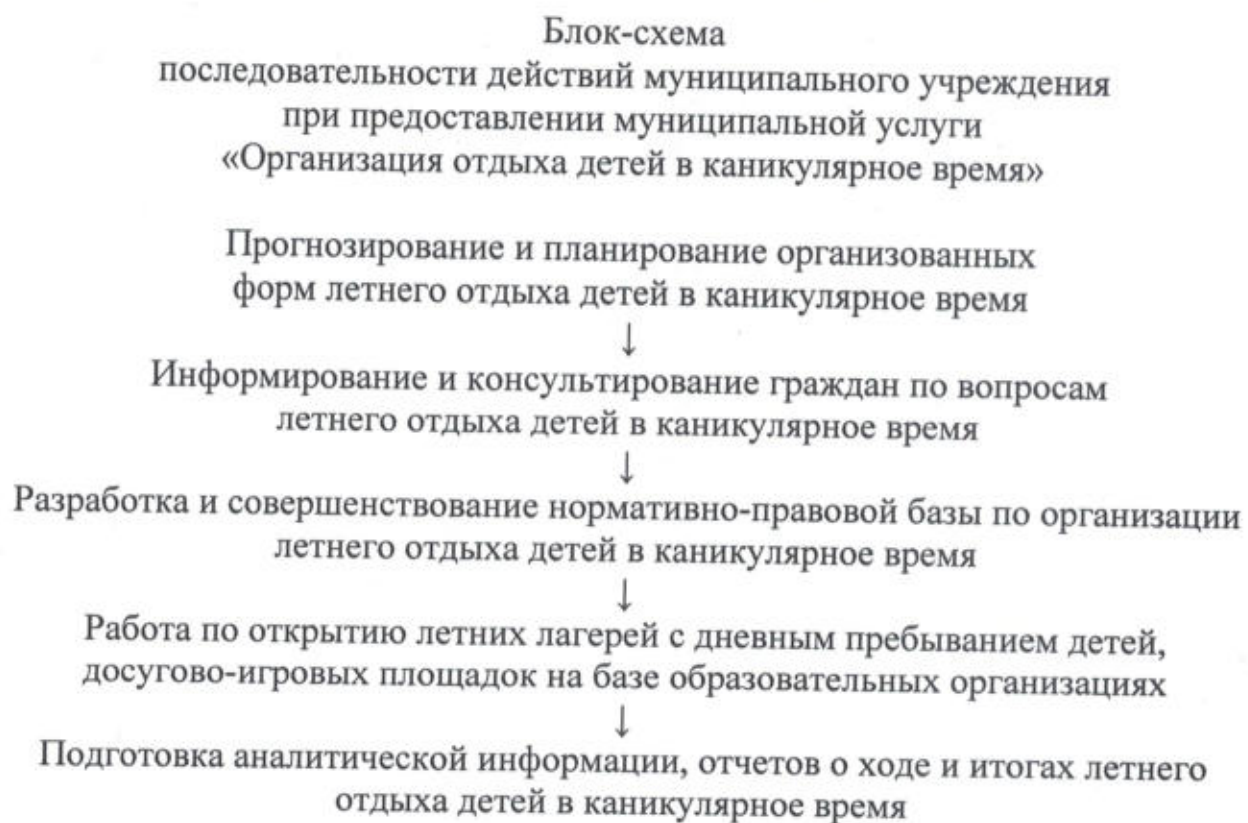 Блок-схема
последовательности действий муниципального учреждения
при предоставлении муниципальной услуги
«Организация отдыха детей в каникулярное время»
Прогнозирование и планирование организованных
форм летнего отдыха детей в каникулярное время
↓
Информирование и консультирование граждан по вопросам
летнего отдыха детей в каникулярное время
↓
Разработка и совершенствование нормативно-правовой базы по организации
летнего отдыха детей в каникулярное время
↓
Работа по открытию летних лагерей с дневным пребыванием детей,
досугово-игровых площадок на базе образовательных организациях
↓
Подготовка аналитической информации, отчетов о ходе и итогах летнего
отдыха детей в каникулярное время